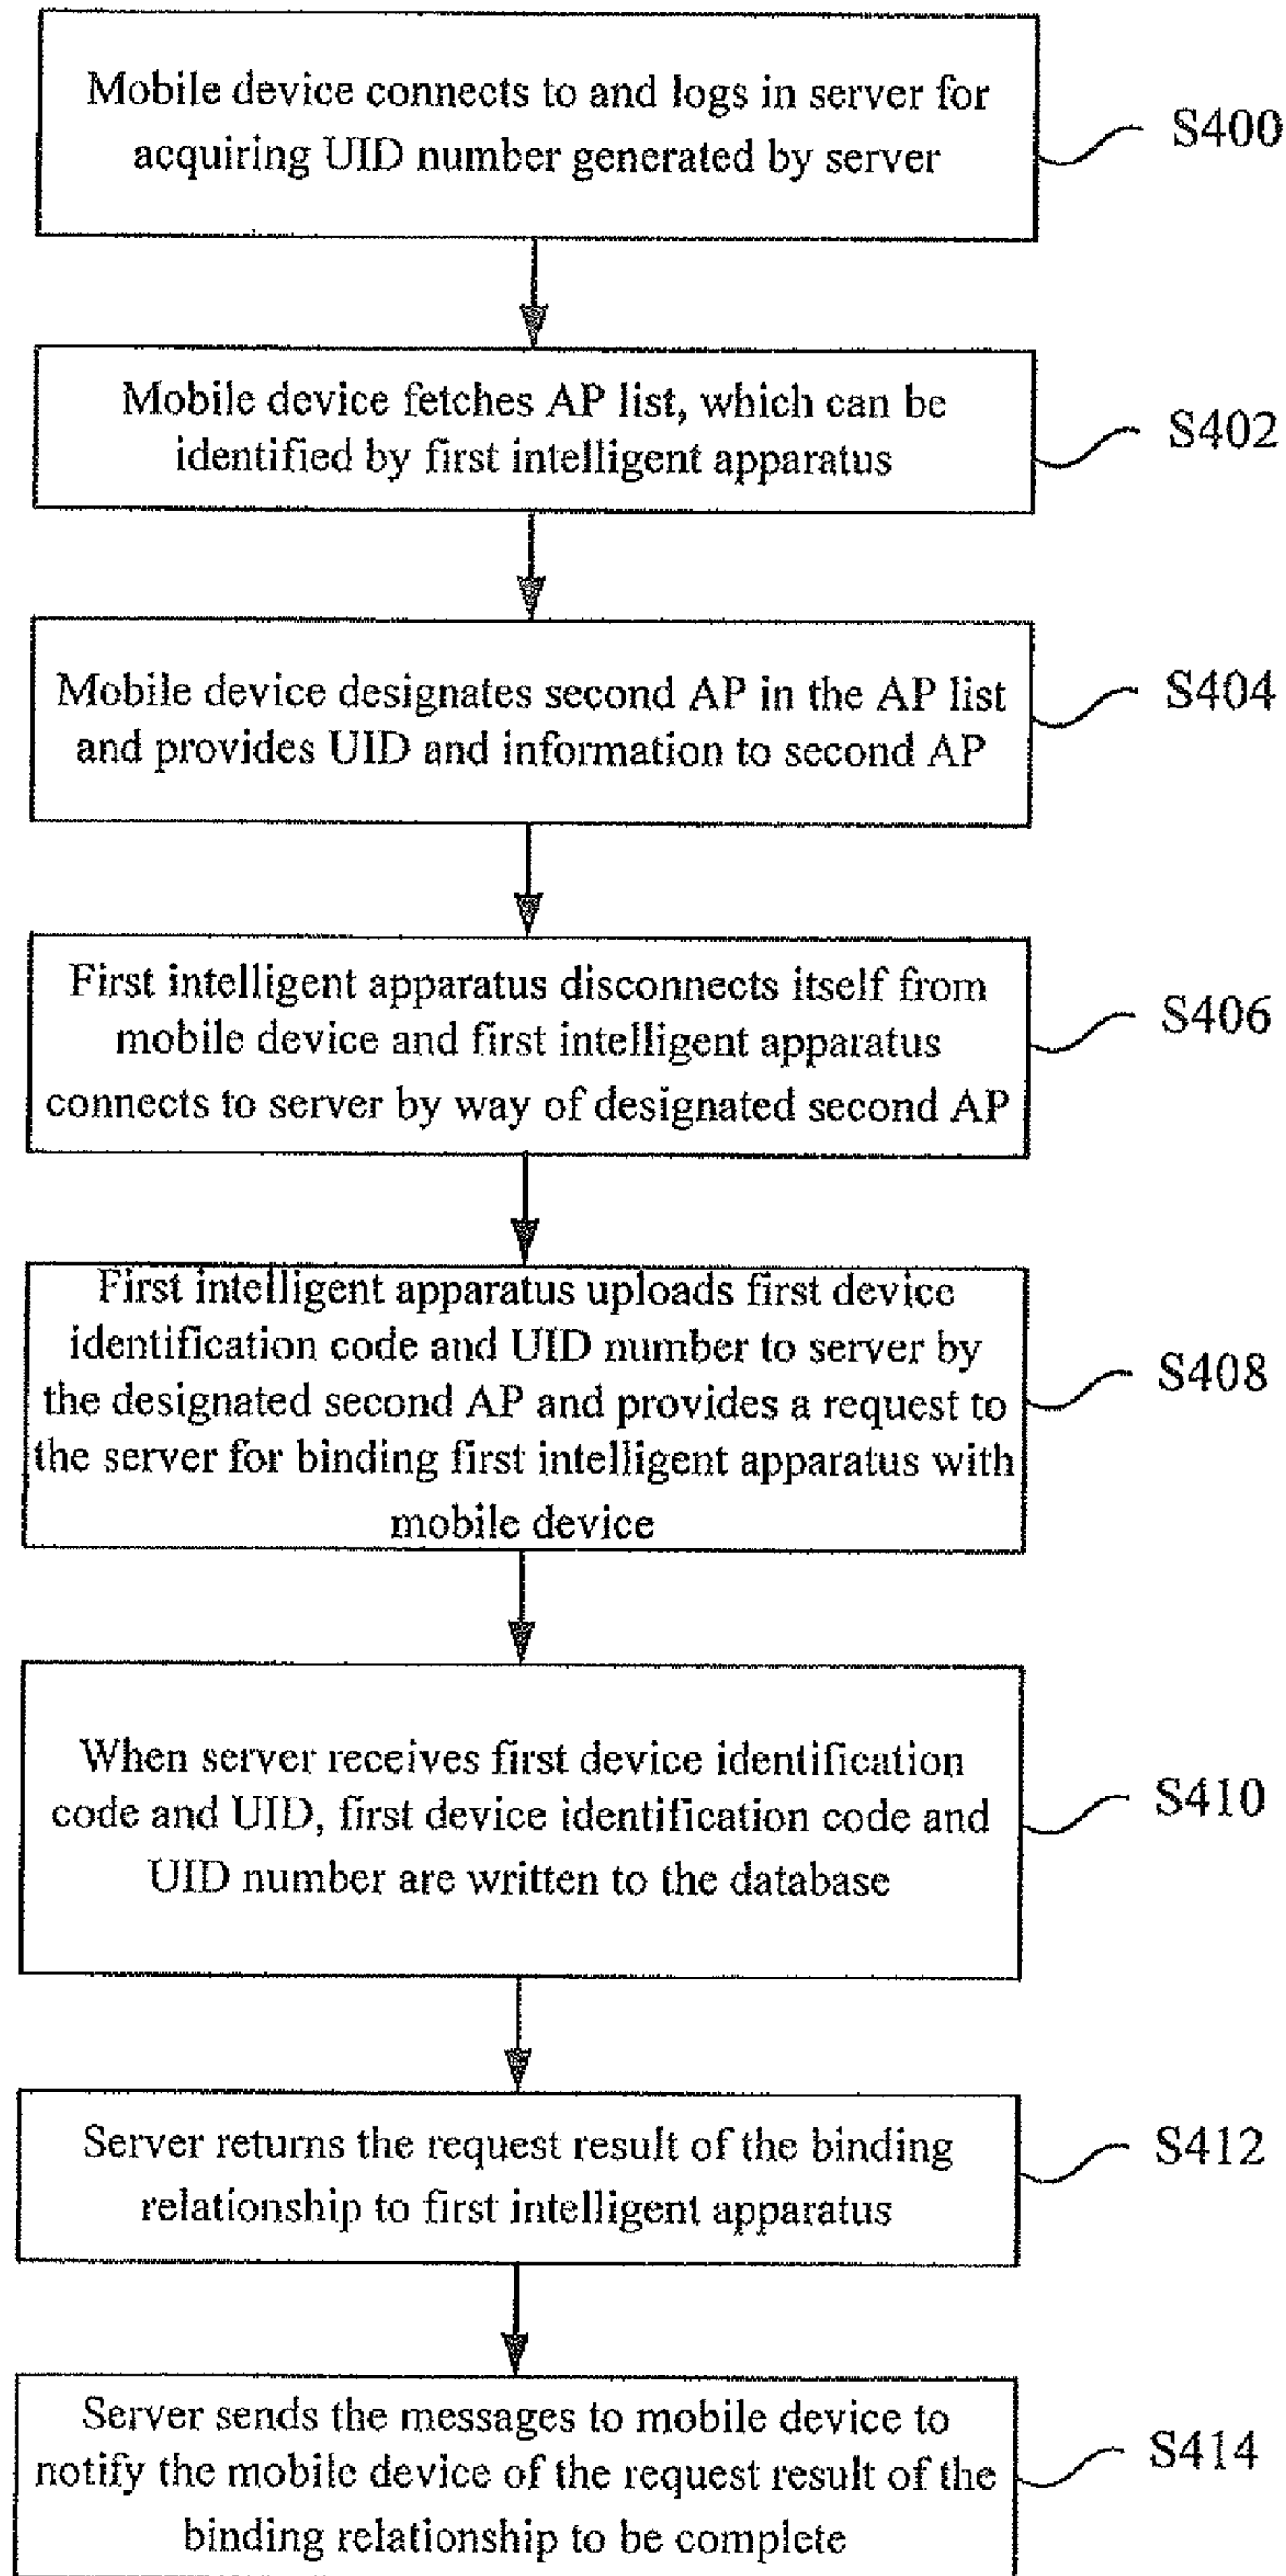 Mobile device connects to and logs in server for
acquiring UID number generated by server
S400
Mobile device fetches AP list, which can be
identified by first intelligent apparatus
S402
Mobile device designates second AP in the AP list
and provides UID and information to second AP
S404
First intelligent apparatus disconnects itself from
mobile device and first intelligent apparatus
connects to server by way of designated second AP
S406
First intelligent apparatus uploads first device
identification code and UID number to server by
the designated second AP and provides a request to
the server for binding first intelligent apparatus with
mobile device
S408
When server receives first device identification
code and UID, first device identification code and
UID number are written to the database
S410
Server returns the request result of the binding
relationship to first intelligent apparatus
S412
Server sends the messages to mobile device to
notify the mobile device of the request result of the
binding relationship to be complete
S414